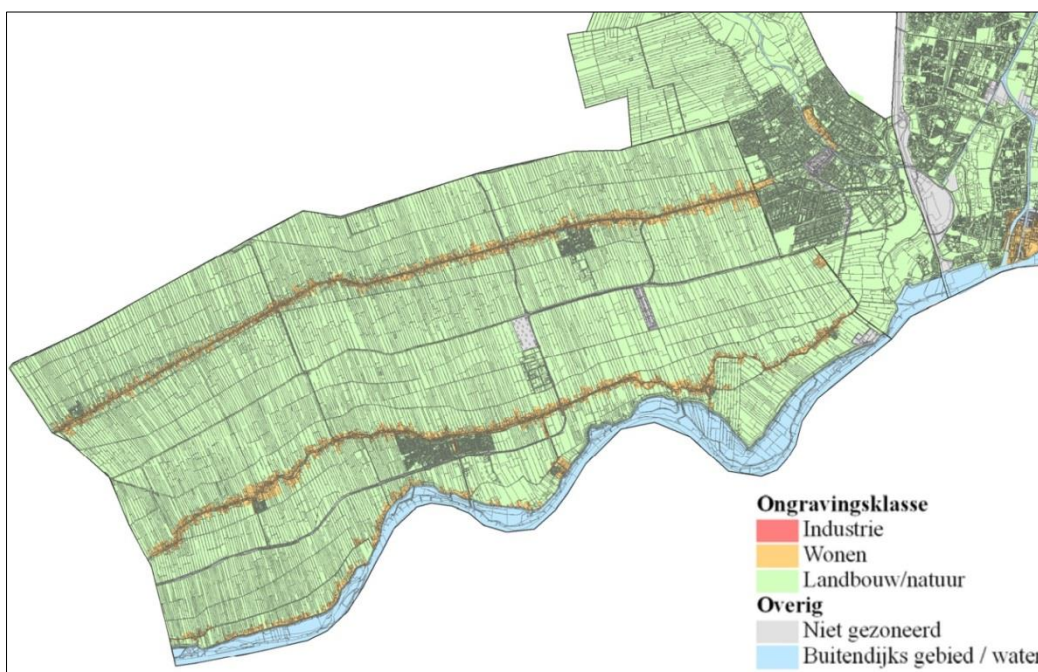 Ongravingsklasse
Industrie
Wonen
Landbouw/natuur
Overig
Niet gezoneerd
Buitendijks gebied / water